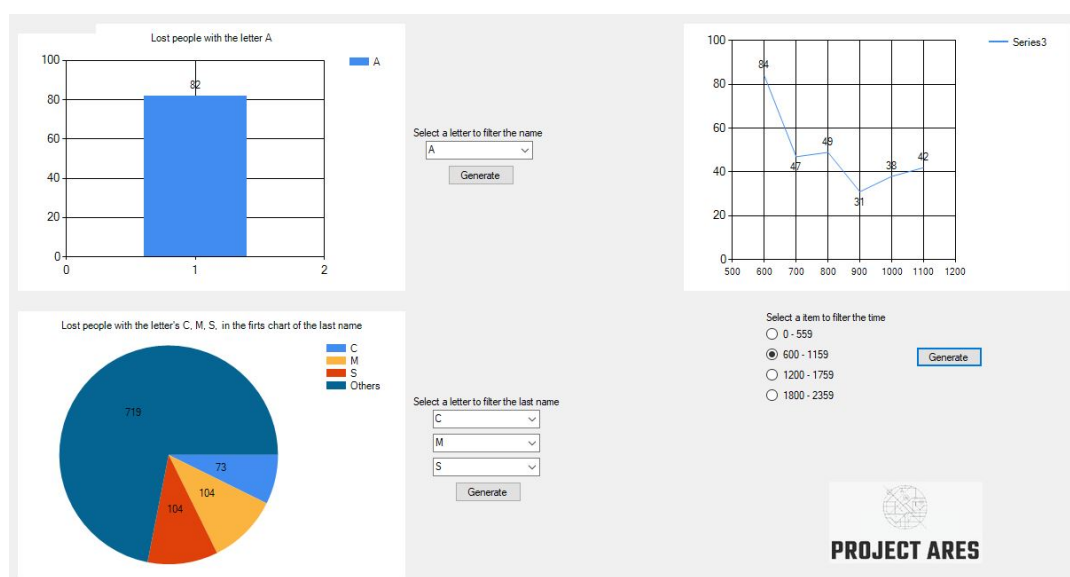 Lost people with the letter A
A
100
80
60
40
20
0
82
0 1 2
Select a letter to filter the name
A
Generate
Series3
100
80
60
40
20
0
84
47
49
31
38
42
500 600 700 800 900 1000 1100 1200
Lost people with the letter's C, M, S, in the firts chart of the last name
C
M
S
Others
719
73
104
104
Select a letter to filter the last name
C
M
S
Generate
Select a item to filter the time
0 - 559
600 - 1159
1200 - 1759
1800 - 2359
Generate
PROJECT ARES